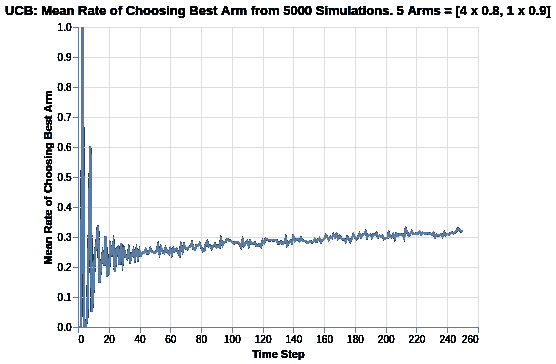 UCB: Mean Rate of Choosing Best Arm from 5000 Simulations. 5 Arms = [4 x 0.8, 1 x 0.9]
Mean Rate of Choosing Best Arm
1.0
0.9
0.8
0.7
0.6
0.5
0.4
0.3
0.2
0.1
0.0
0 20 40 60 80 100 120 140 160 180 200 220 240 260
Time Step